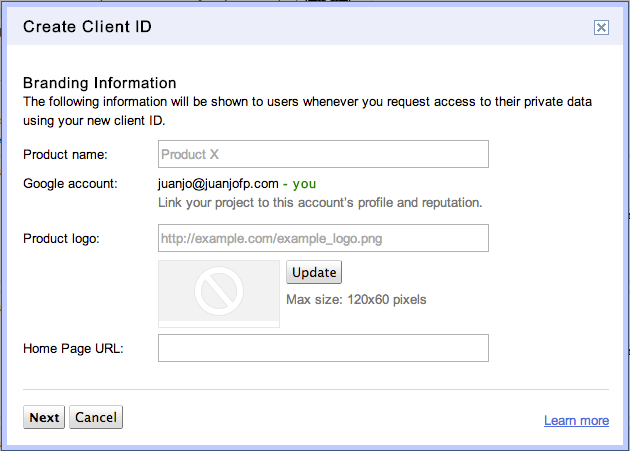 Create Client ID
Branding Information
The following information will be shown to users whenever you request access to their private data
using your new client ID.
Product name: Product X
Google account: juanjo@juanjofp.com - you
Link your project to this account's profile and reputation.
Product logo: http://example.com/example_logo.png
Update
Max size: 120x60 pixels
Home Page URL:
Next Cancel Learn more